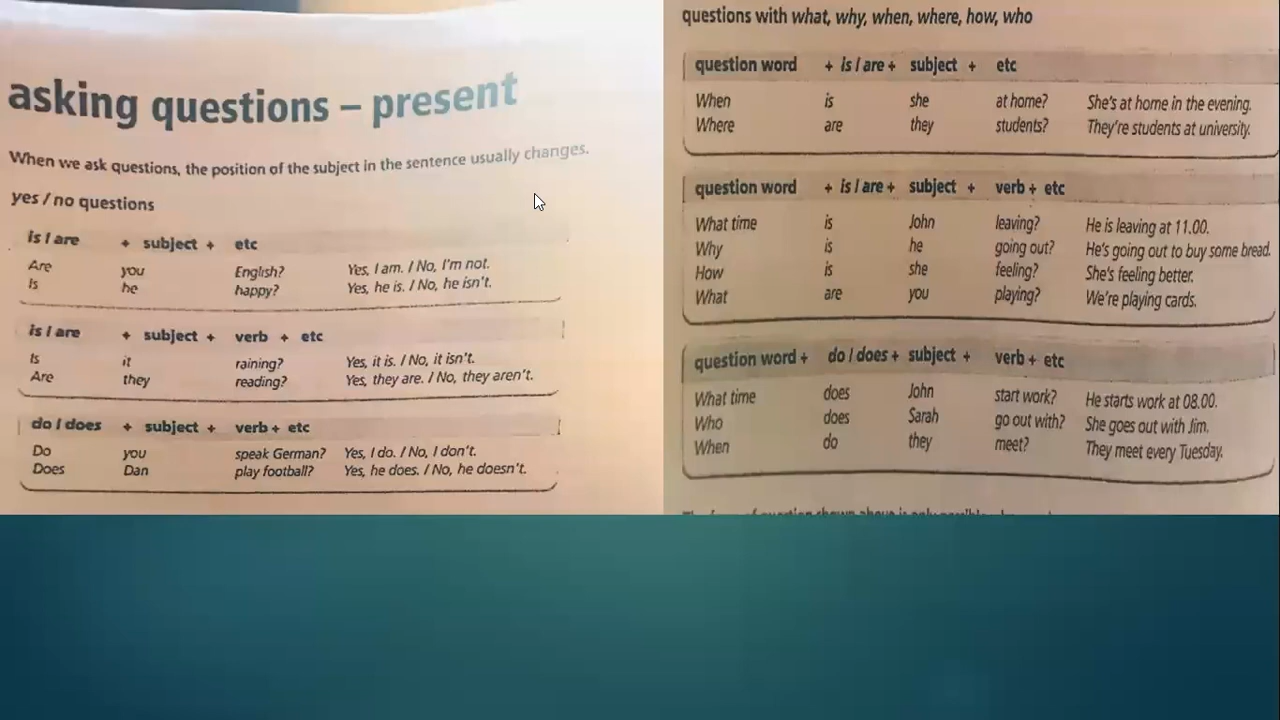 asking questions – present
When we ask questions, the position of the subject in the sentence usually changes.
yes / no questions
is / are + subject + etc
Are you English? Yes, I am. / No, I'm not.
Is he happy? Yes, he is. / No, he isn't.
is / are + subject + verb + etc
Is it raining? Yes, it is. / No, it isn't.
Are they reading? Yes, they are. / No, they aren't.
do / does + subject + verb + etc
Do you speak German? Yes, I do. / No, I don't.
Does Dan play football? Yes, he does. / No, he doesn't.
questions with what, why, when, where, how, who
question word + is / are + subject + etc
When is she at home? She's at home in the evening.
Where are they students? They're students at university.
question word + is / are + subject + verb + etc
What time is John leaving? He is leaving at 11.00.
Why is he going out? He's going out to buy some bread.
How is she feeling? She's feeling better.
What are you playing? We're playing cards.
question word + do / does + subject + verb + etc
What time does John start work? He starts work at 08.00.
Who does Sarah go out with? She goes out with Jim.
When do they meet? They meet every Tuesday.